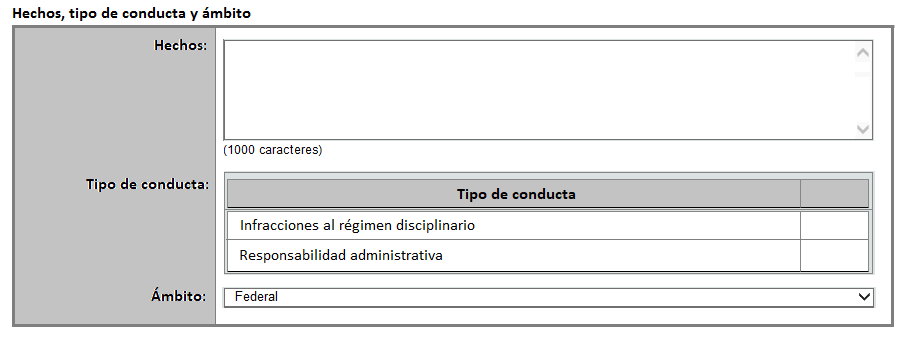 Hechos, tipo de conducta y ámbito
Hechos:
(1000 caracteres)
Tipo de conducta:
Tipo de conducta
Infracciones al régimen disciplinario
Responsabilidad administrativa
Ámbito:
Federal